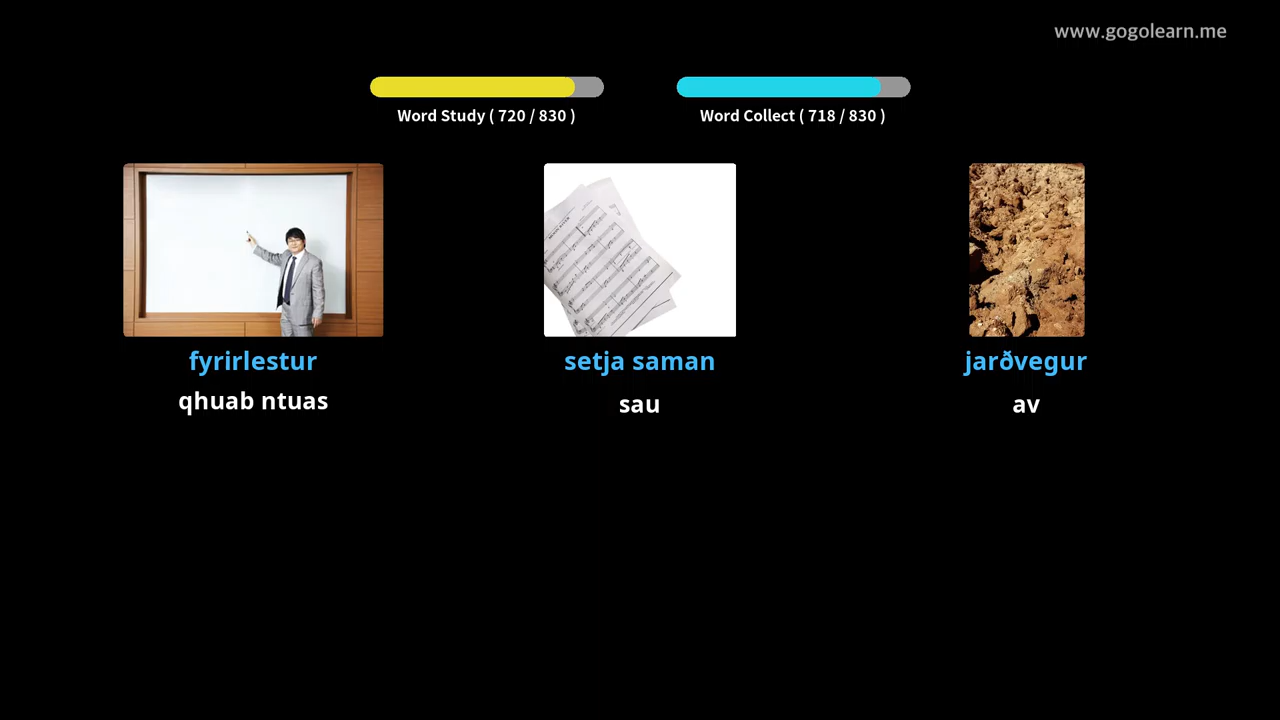 www.gogolearn.me
Word Study ( 720 / 830 )
Word Collect ( 718 / 830 )
fyrirlestur
setja saman
jarðvegur
qhuab ntuas
sau
av